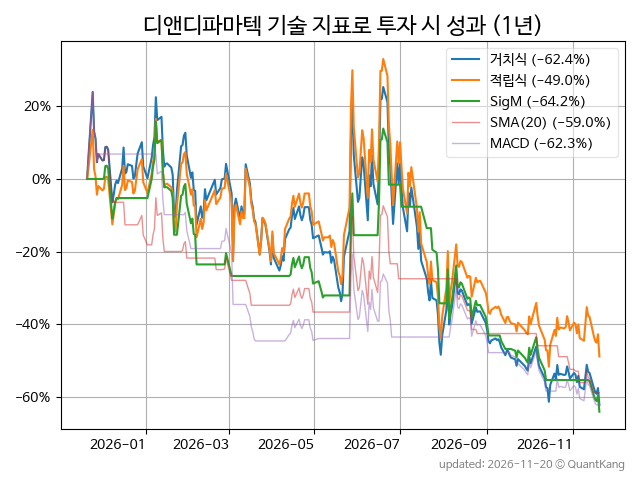 디앤디파마텍 기술 지표로 투자 시 성과 (1년)
거치식 (−62.4%)
적립식 (−49.0%)
SigM (−64.2%)
SMA(20) (−59.0%)
MACD (−62.3%)
20%
0%
−20%
−40%
−60%
2026−01 2026−03 2026−05 2026−07 2026−09 2026−11
updated: 2026−11−20 © QuantKang